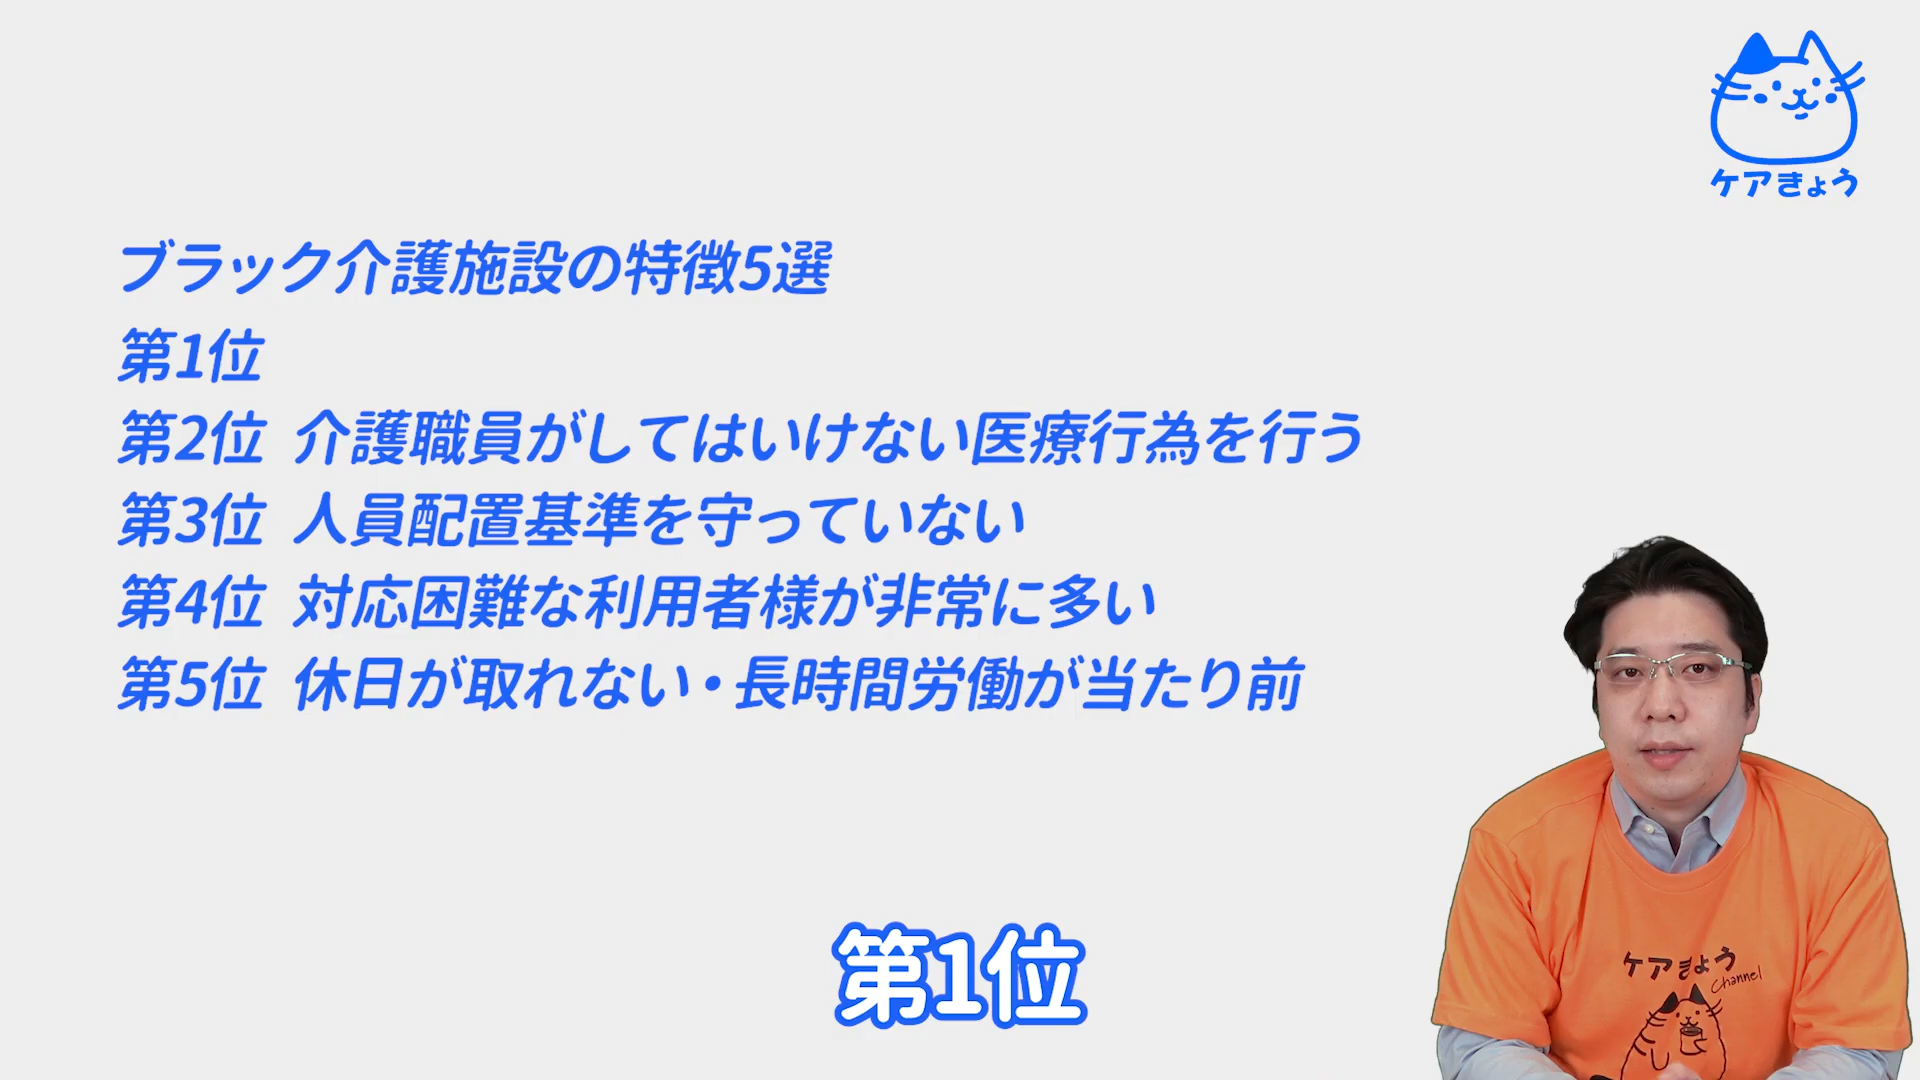 ケアきょう
ブラック介護施設の特徴5選
第1位
第2位 介護職員がしてはいけない医療行為を行う
第3位 人員配置基準を守っていない
第4位 対応困難な利用者様が非常に多い
第5位 休日が取れない・長時間労働が当たり前
ケアきょう
Channel
第1位